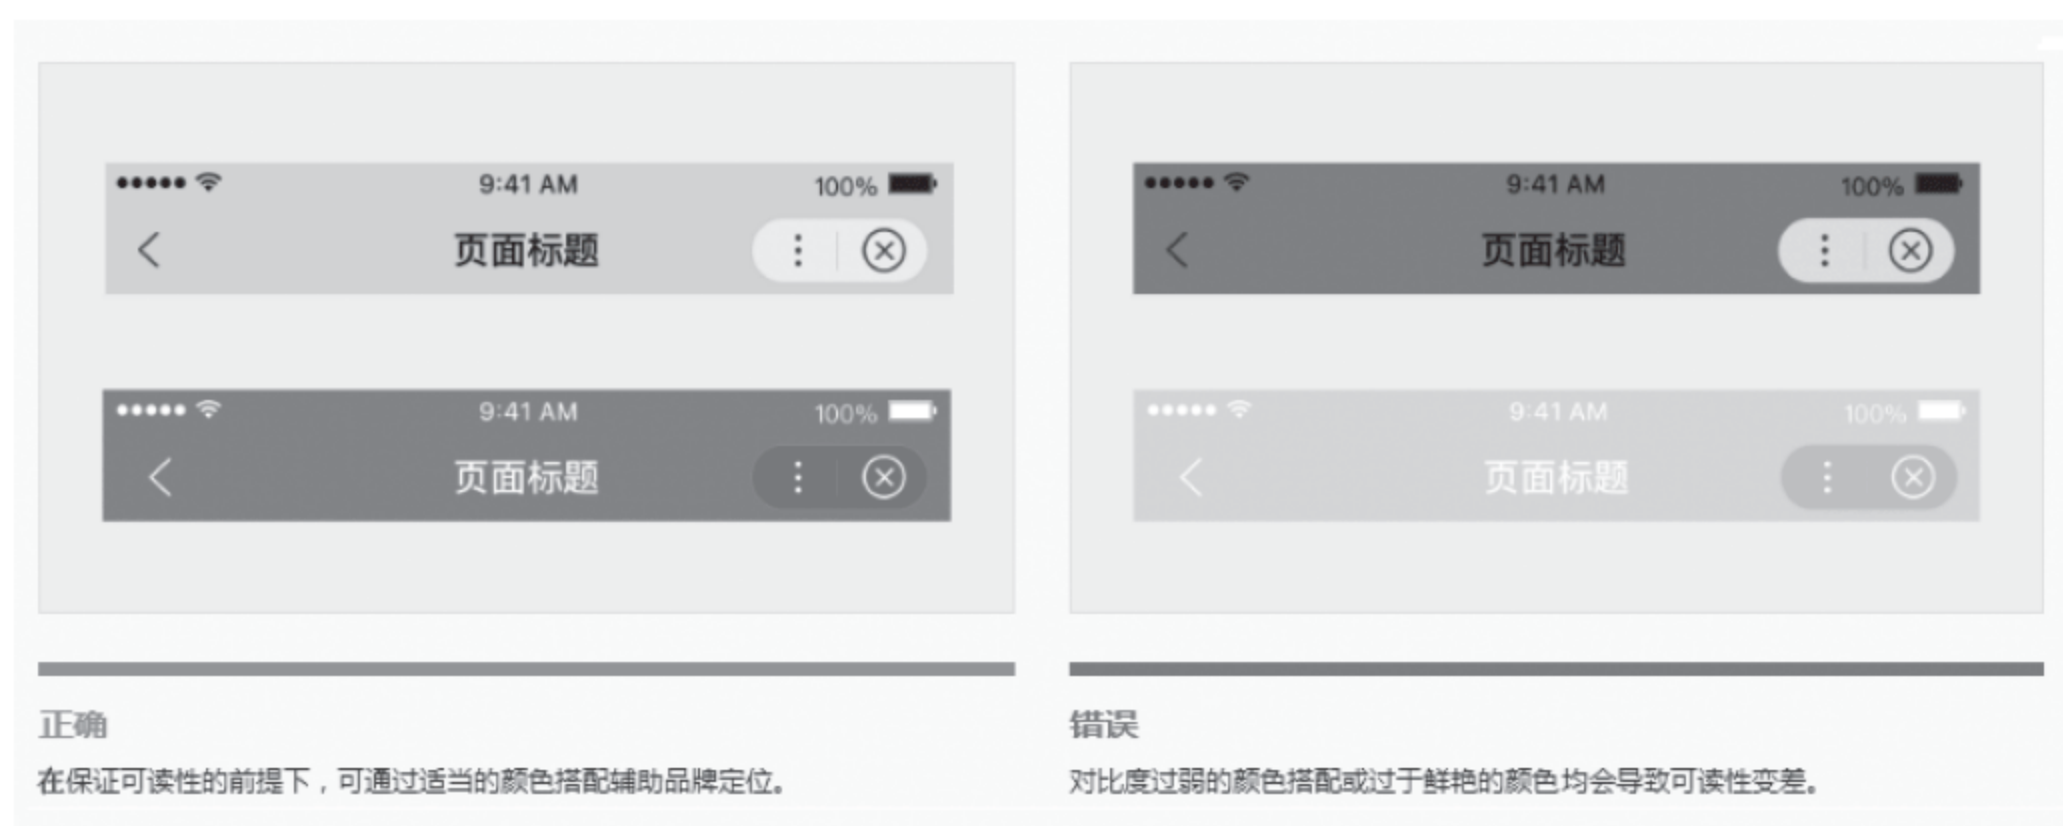 9:41 AM
100%
页面标题
9:41 AM
100%
页面标题
正确
在保证可读性的前提下，可通过适当的颜色搭配辅助品牌定位。
9:41 AM
100%
页面标题
9:41 AM
100%
页面标题
错误
对比度过弱的颜色搭配或过于鲜艳的颜色均会导致可读性变差。